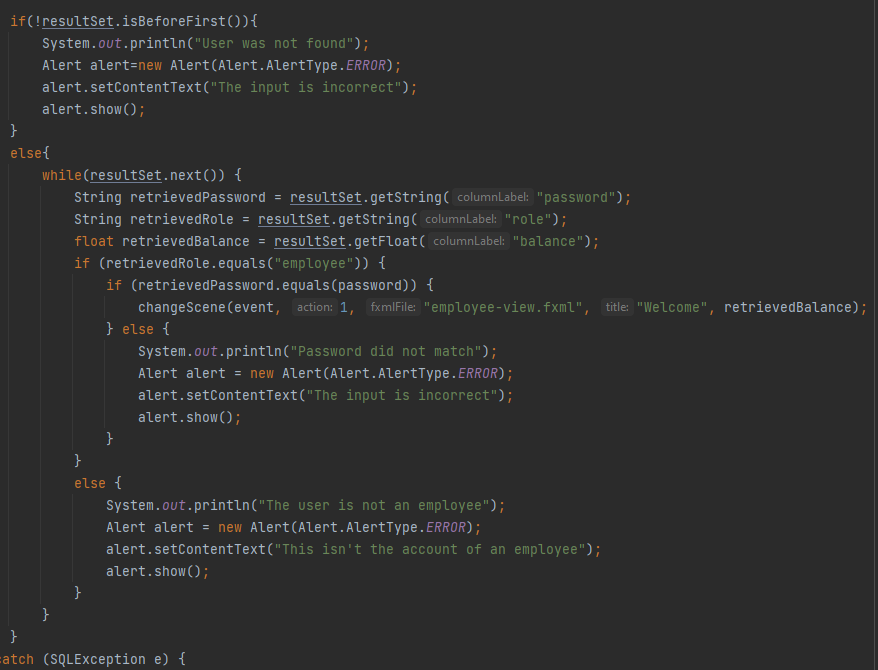 if(!resultSet.isBeforeFirst()){
    System.out.println("User was not found");
    Alert alert=new Alert(Alert.AlertType.ERROR);
    alert.setContentText("The input is incorrect");
    alert.show();
}
else{
    while(resultSet.next()) {
        String retrievedPassword = resultSet.getString( columnLabel: "password");
        String retrievedRole = resultSet.getString( columnLabel: "role");
        float retrievedBalance = resultSet.getFloat( columnLabel: "balance");
        if (retrievedRole.equals("employee")) {
            if (retrievedPassword.equals(password)) {
                changeScene(event, action: 1, fxmlFile: "employee-view.fxml", title: "Welcome", retrievedBalance);
            } else {
                System.out.println("Password did not match");
                Alert alert = new Alert(Alert.AlertType.ERROR);
                alert.setContentText("The input is incorrect");
                alert.show();
            }
        }
        else {
            System.out.println("The user is not an employee");
            Alert alert = new Alert(Alert.AlertType.ERROR);
            alert.setContentText("This isn't the account of an employee");
            alert.show();
        }
    }
}
catch (SQLException e) {